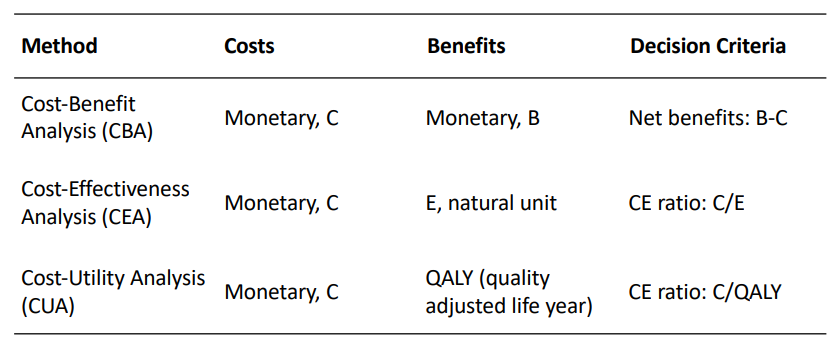 Method Costs Benefits Decision Criteria
Cost-Benefit
Analysis (CBA) Monetary, C Monetary, B Net benefits: B-C
Cost-Effectiveness
Analysis (CEA) Monetary, C E, natural unit CE ratio: C/E
Cost-Utility Analysis
(CUA) Monetary, C QALY (quality
adjusted life year) CE ratio: C/QALY